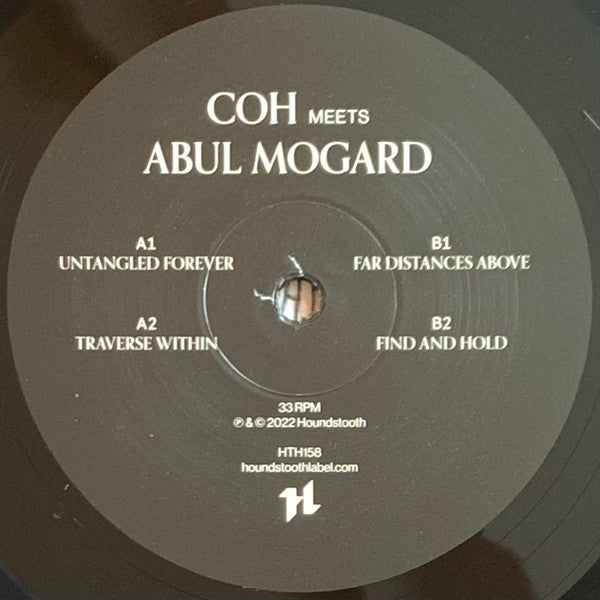 COH MEETS
ABUL MOGARD
A1
UNTANGLED FOREVER
B1
FAR DISTANCES ABOVE
A2
TRAVERSE WITHIN
B2
FIND AND HOLD
33 RPM
℗ & © 2022 Houndstooth
HTH158
houndstoothlabel.com
H